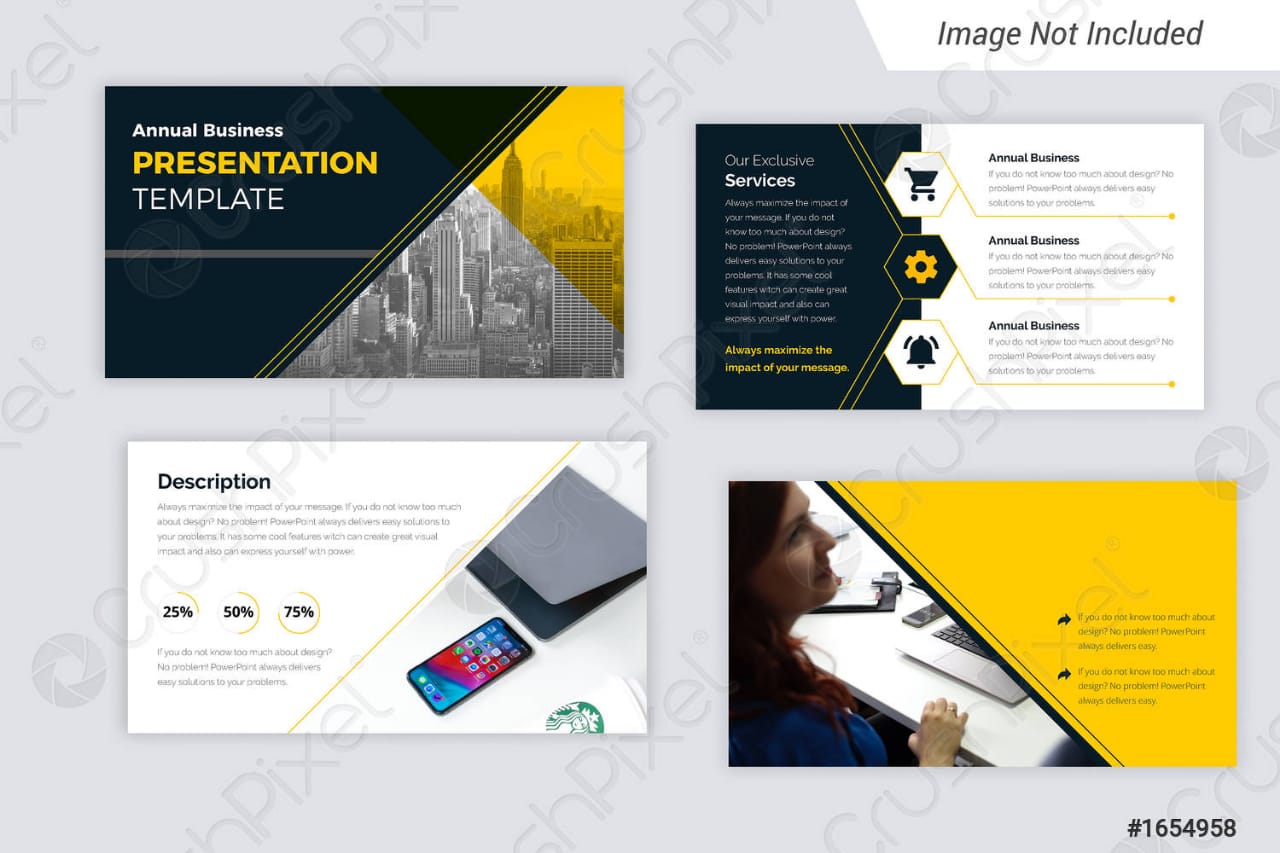 Image Not Included
Annual Business
PRESENTATION
TEMPLATE
Our Exclusive
Services
Always maximize the impact of
your message. If you do not
know too much about design?
No problem! PowerPoint always
delivers easy solutions to your
problems. It has some cool
features witch can create great
visual impact and also can
express yourself with power.
Always maximize the
impact of your message.
Annual Business
If you do not know too much about design? No
problem! PowerPoint always delivers easy
solutions to your problems.
Annual Business
If you do not know too much about design? No
problem! PowerPoint always delivers easy
solutions to your problems.
Annual Business
If you do not know too much about design? No
problem! PowerPoint always delivers easy
solutions to your problems.
Description
Always maximize the impact of your message. If you do not know too much
about design? No problem! PowerPoint always delivers easy solutions to
your problems. It has some cool features witch can create great visual
impact and also can express yourself with power.
25% 50% 75%
If you do not know too much about design?
No problem! PowerPoint always delivers
easy solutions to your problems.
If you do not know too much about
design? No problem! PowerPoint
always delivers easy.
If you do not know too much about
design? No problem! PowerPoint
always delivers easy.
#1654958
CrushPixel